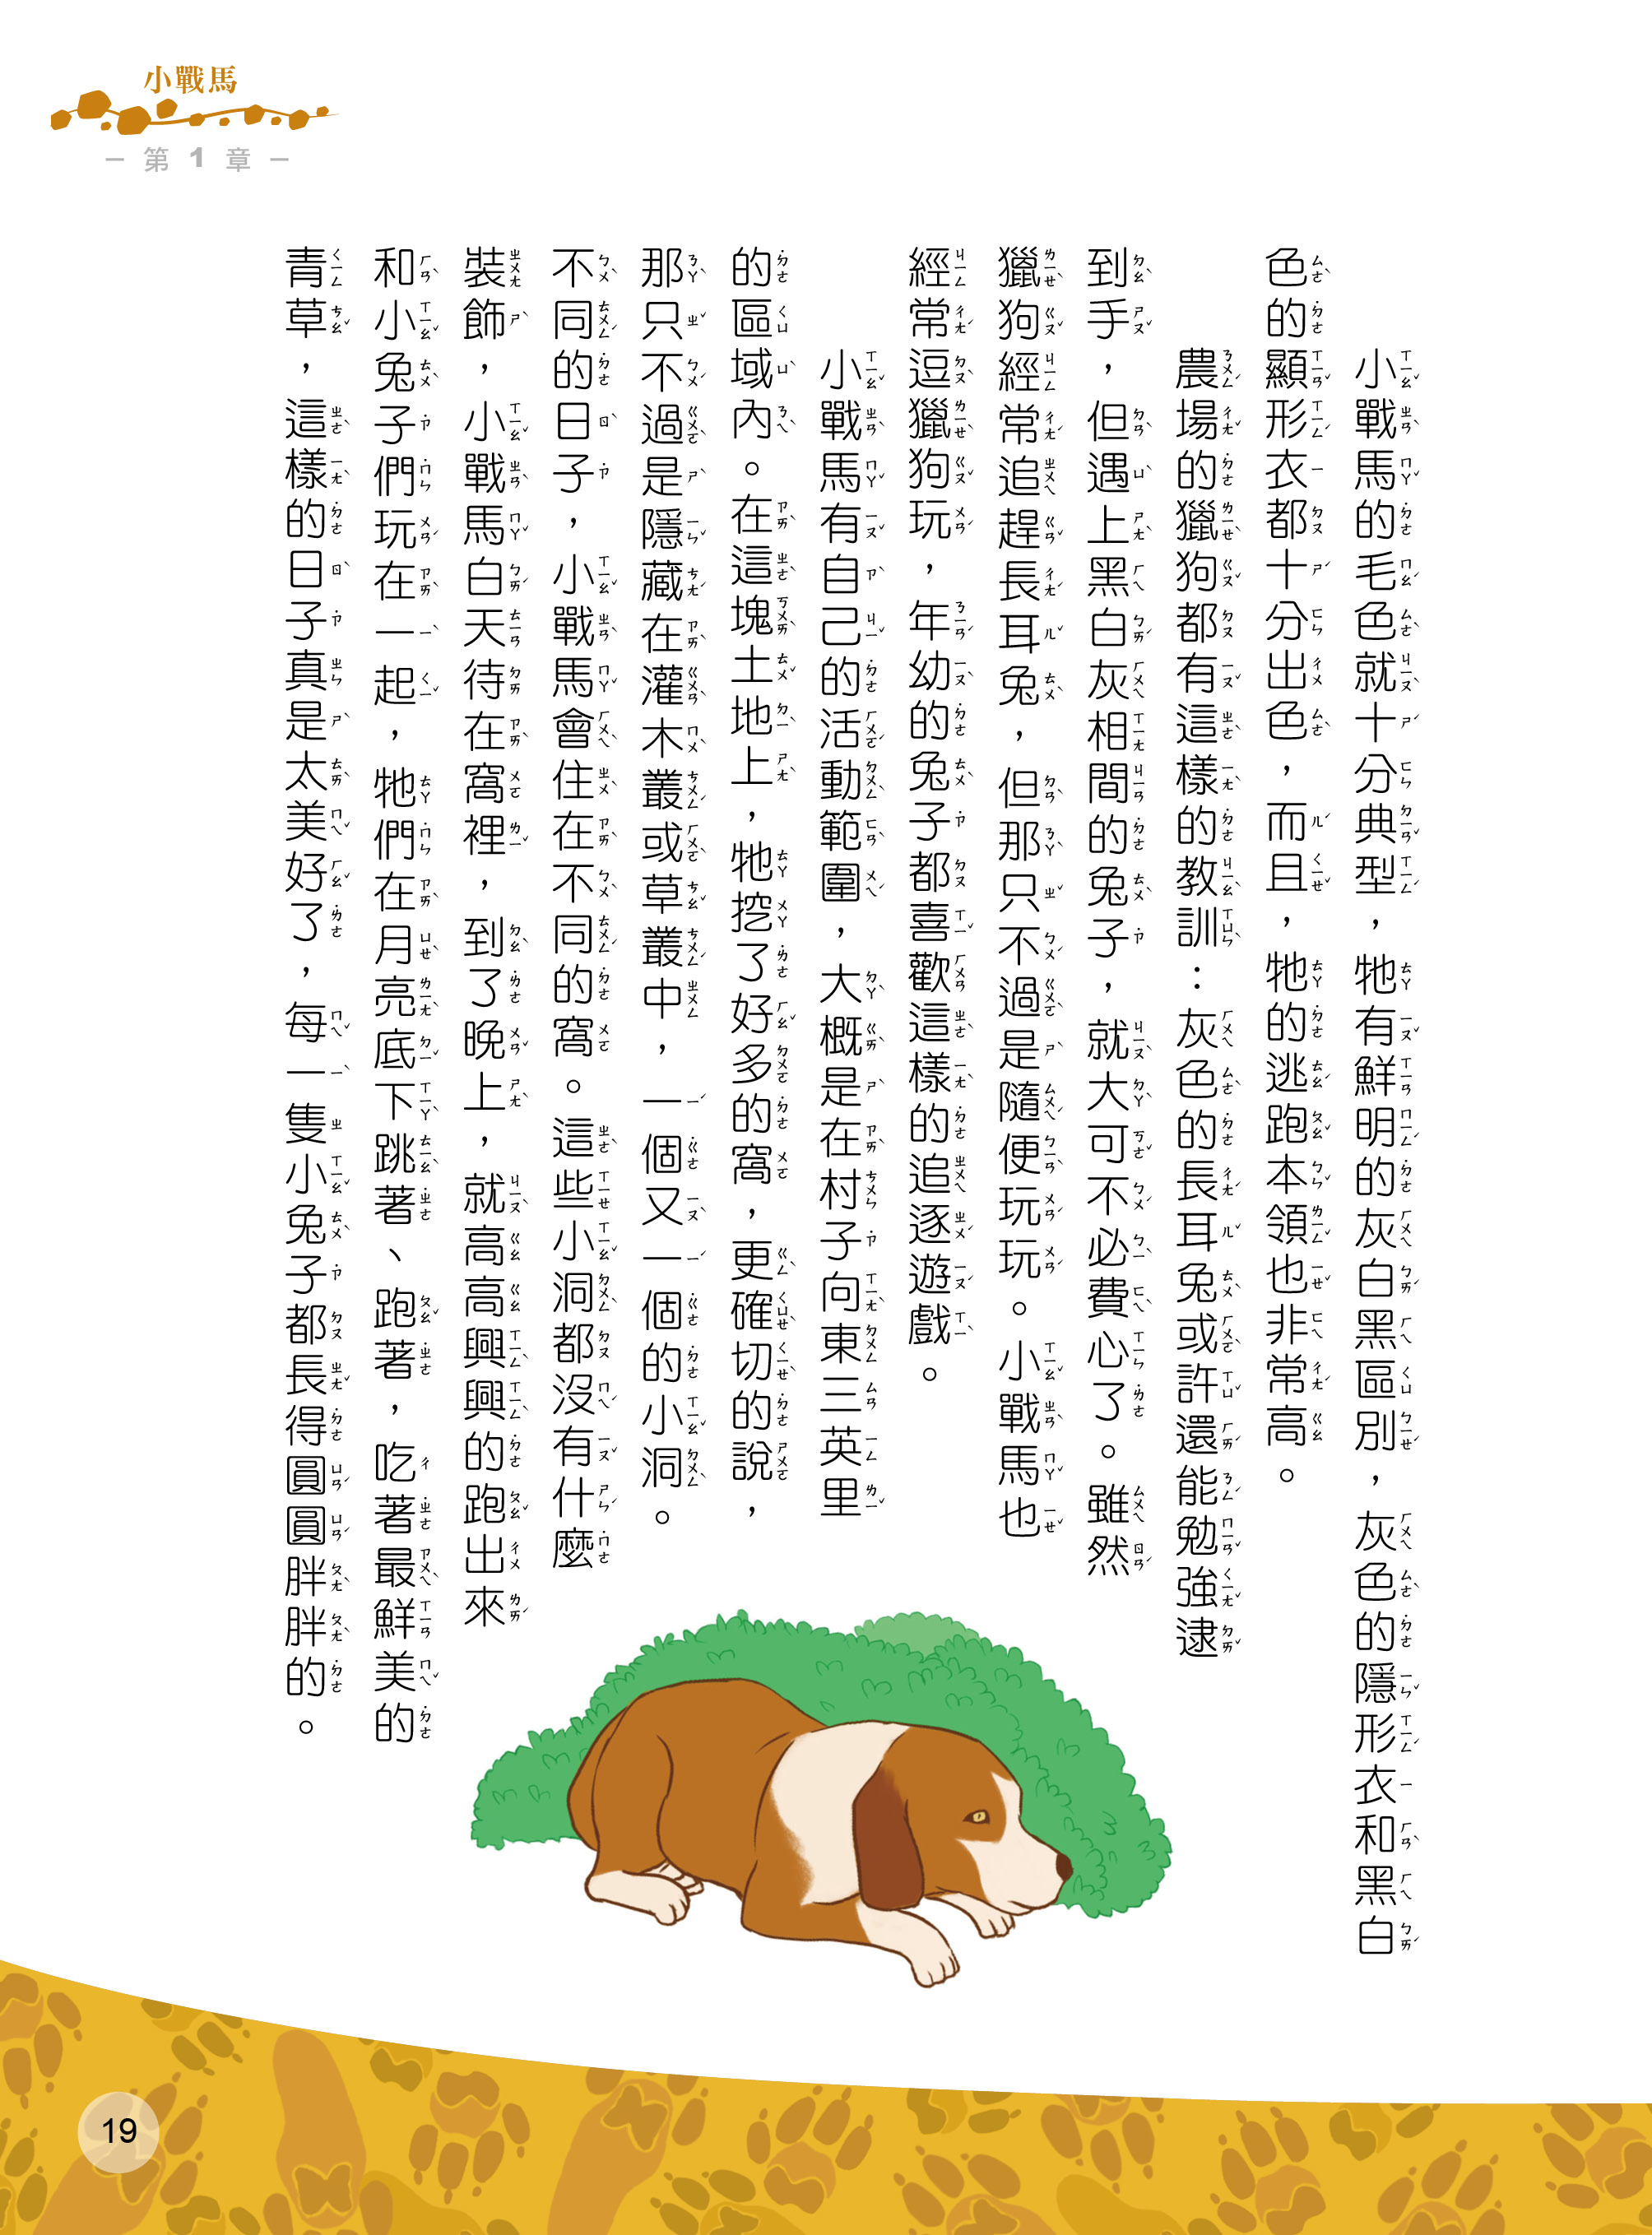 小戰馬
第1章
小戰馬的毛色就十分典型，牠有鮮明的灰白黑區別，灰色的隱形衣和黑白
色的顯形衣都十分出色，而且，牠的逃跑本領也非常高。
農場的獵狗都有這樣的教訓：灰色的長耳兔或許還能勉強逮
到手，但遇上黑白灰相間的兔子，就大可不必費心了。雖然
獵狗經常追趕長耳兔，但那只不過是隨便玩玩。小戰馬也
經常逗獵狗玩，年幼的兔子都喜歡這樣的追逐遊戲。
小戰馬有自己的活動範圍，大概是在村子向東三英里
的區域內。在這塊土地上，牠挖了好多的窩，更確切的說，
那只不過是隱藏在灌木叢或草叢中，一個又一個的小洞。
不同的日子，小戰馬會住在不同的窩。這些小洞都沒有什麼
裝飾，小戰馬白天待在窩裡，到了晚上，就高高興興的跑出來
和小兔子們玩在一起，牠們在月亮底下跳著、跑著，吃著最鮮美的
青草，這樣的日子真是太美好了，每一隻小兔子都長得圓圓胖胖的。
19